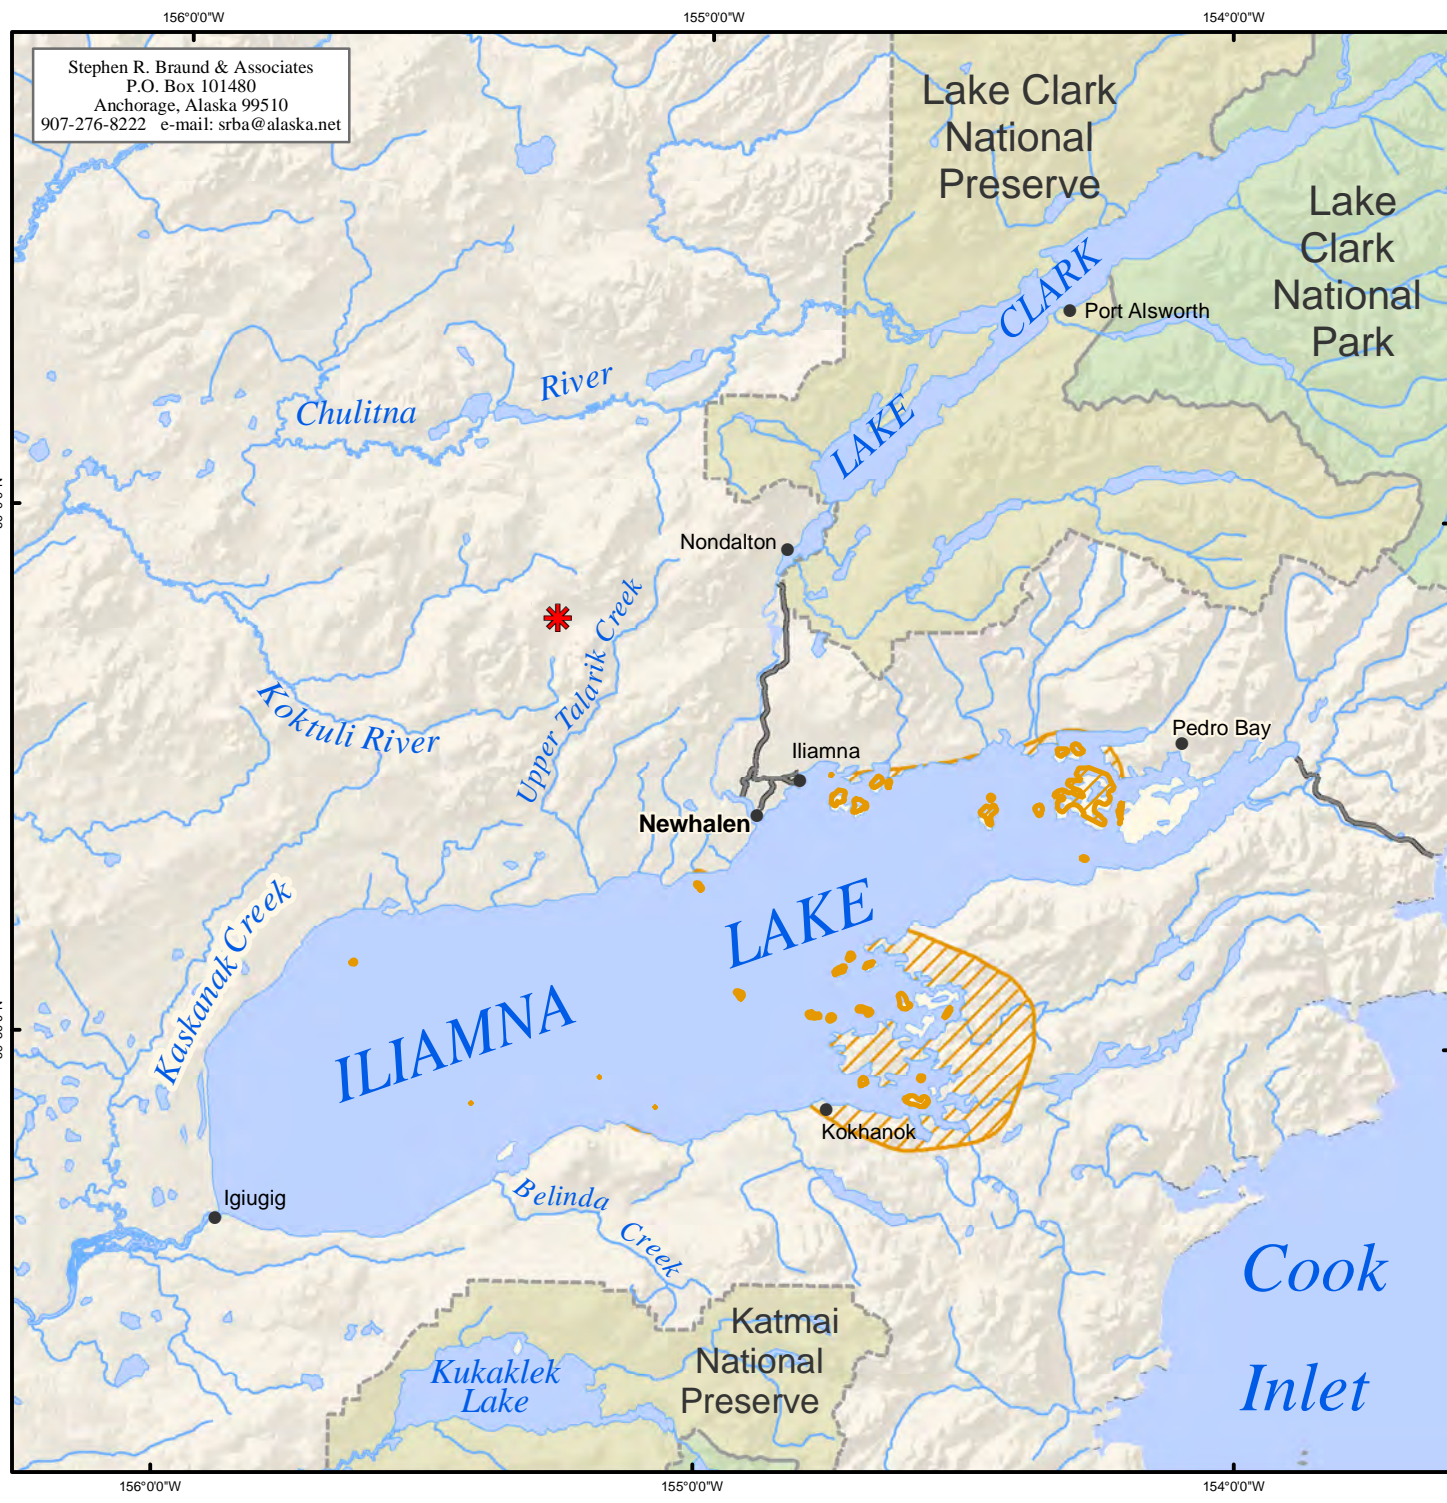 156°0'0"W
155°0'0"W
154°0'0"W
Stephen R. Braund & Associates
P.O. Box 101480
Anchorage, Alaska 99510
907-276-8222 e-mail: srba@alaska.net
Lake Clark
National
Preserve
Lake
Clark
National
Park
LAKE CLARK
Port Alsworth
Chulitna River
Nondalton
Upper Talarik Creek
Koktuli River
Pedro Bay
Iliamna
Newhalen
Kaskanak Creek
ILIAMNA LAKE
Kokhanok
Igiugig
Belinda Creek
Cook
Inlet
Katmai
National
Preserve
Kukaklek
Lake
156°0'0"W
155°0'0"W
154°0'0"W